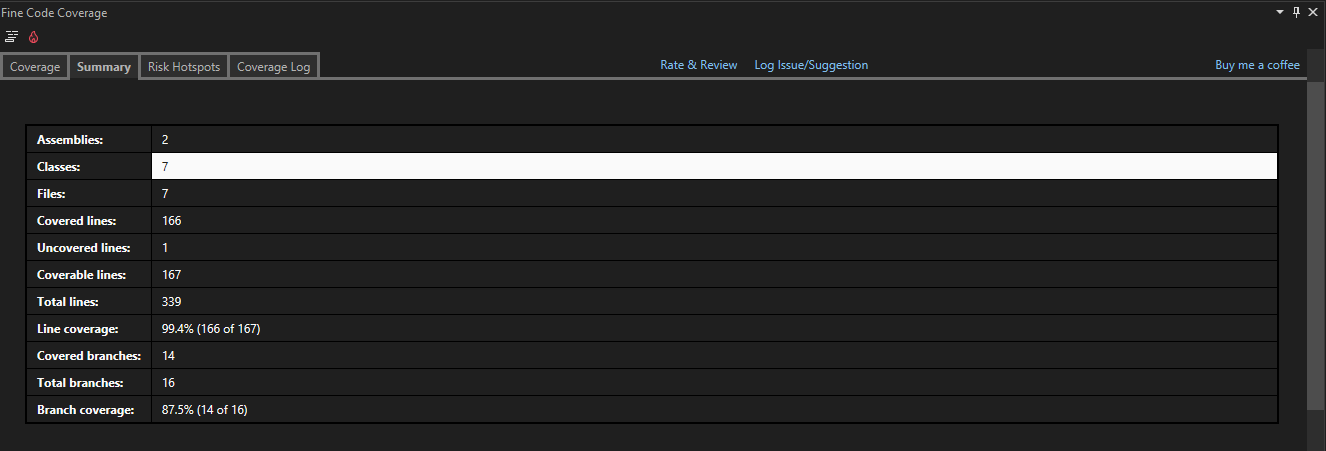 Fine Code Coverage
Coverage Summary Risk Hotspots Coverage Log Rate & Review Log Issue/Suggestion Buy me a coffee
Assemblies: 2
Classes: 7
Files: 7
Covered lines: 166
Uncovered lines: 1
Coverable lines: 167
Total lines: 339
Line coverage: 99.4% (166 of 167)
Covered branches: 14
Total branches: 16
Branch coverage: 87.5% (14 of 16)